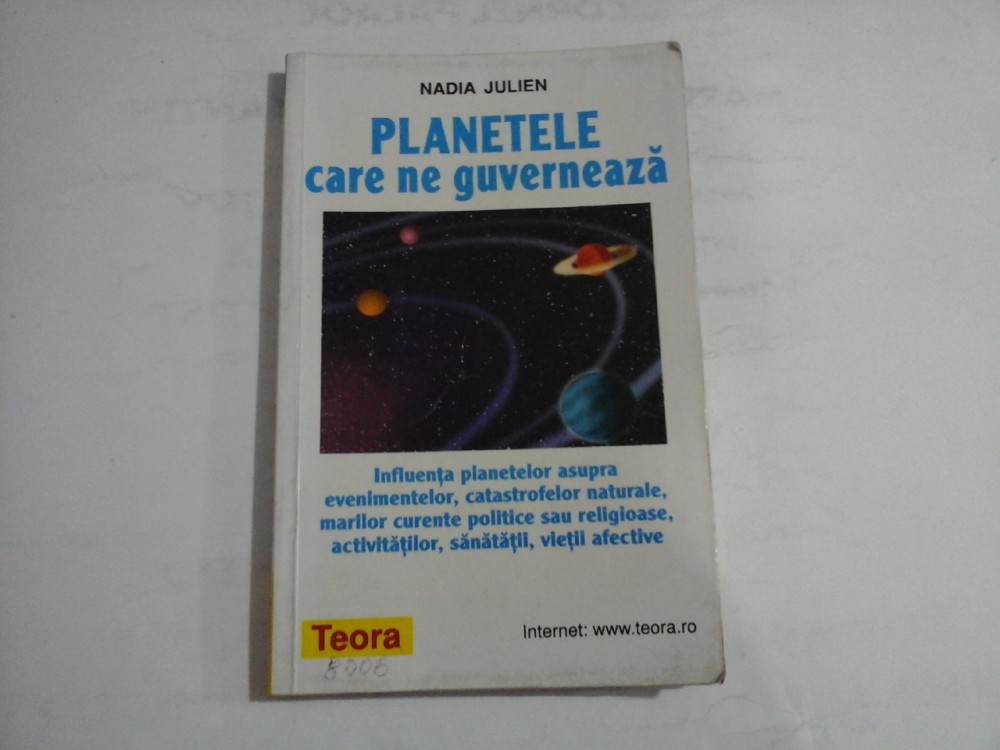 NADIA JULIEN
PLANETELE
care ne guvernează
Influenţa planetelor asupra
evenimentelor, catastrofelor naturale,
marilor curente politice sau religioase,
activităţilor, sănătăţii, vieţii afective
Teora
Internet: www.teora.ro
8006